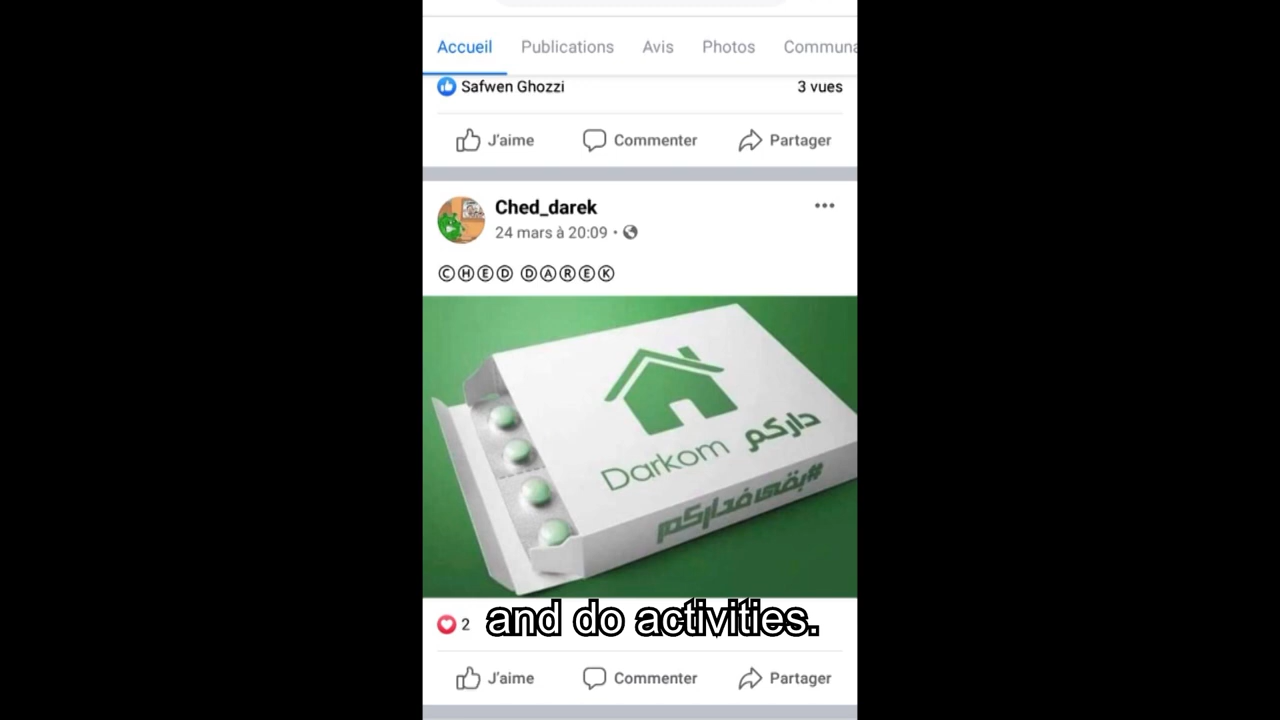 Accueil Publications Avis Photos Communa
Safwen Ghozzi 3 vues
J'aime Commenter Partager
Ched_darek
24 mars à 20:09
ⒸⒽⒺⒹ ⒹⒶⓇⒺⓀ
Darkom داركم
#بقى_فداركم
2
and do activities.
J'aime Commenter Partager